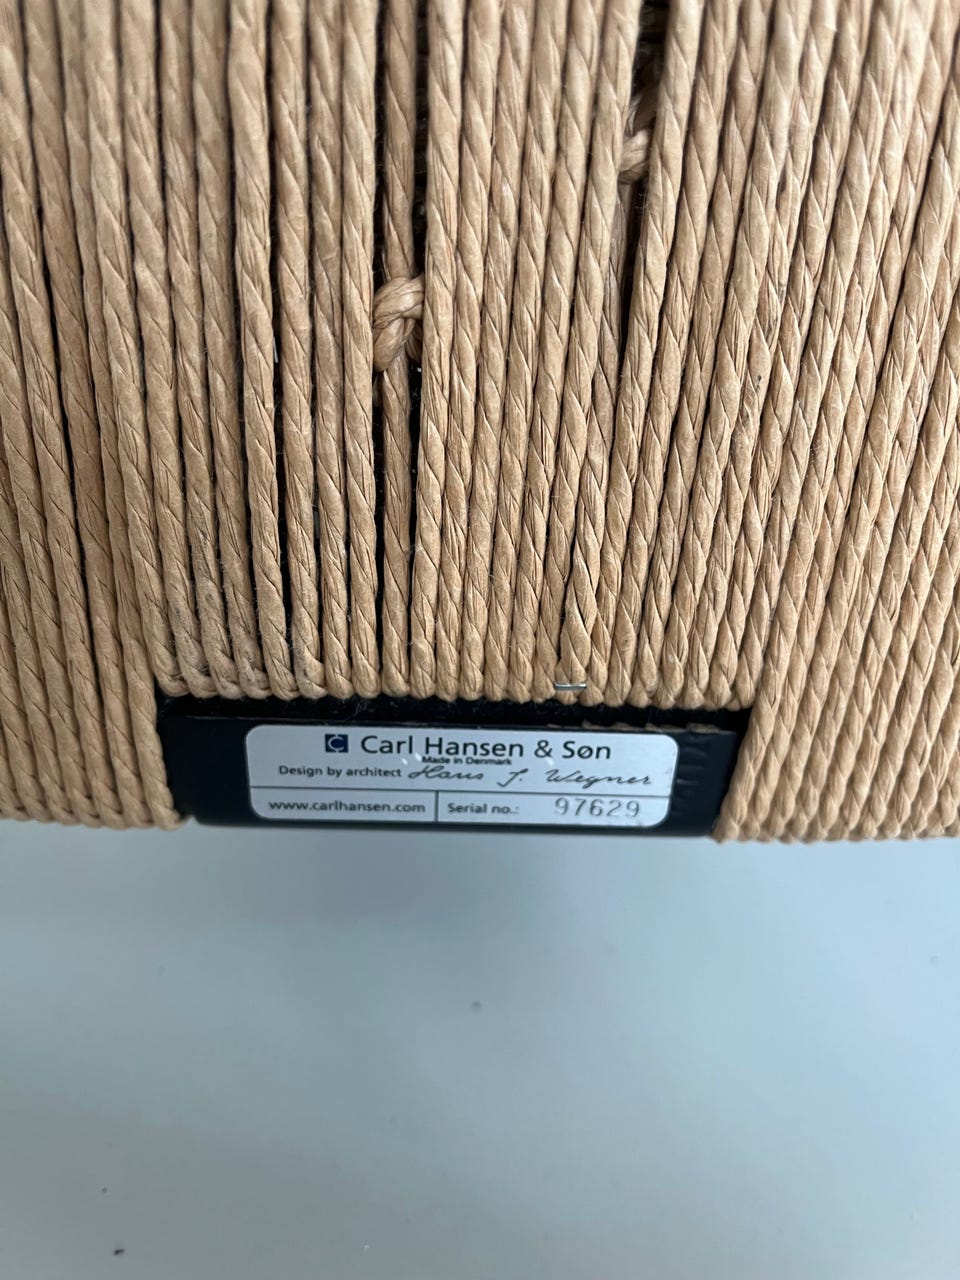 Carl Hansen & Søn
Made in Denmark
Design by architect Hans J. Wegner
www.carlhansen.com Serial no.: 97629